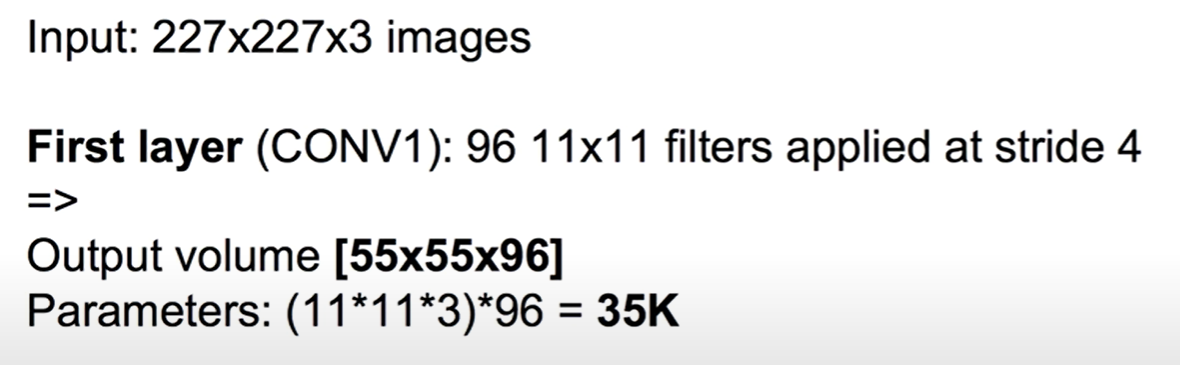 Input: 227x227x3 images
First layer (CONV1): 96 11x11 filters applied at stride 4
=>
Output volume [55x55x96]
Parameters: (11*11*3)*96 = 35K